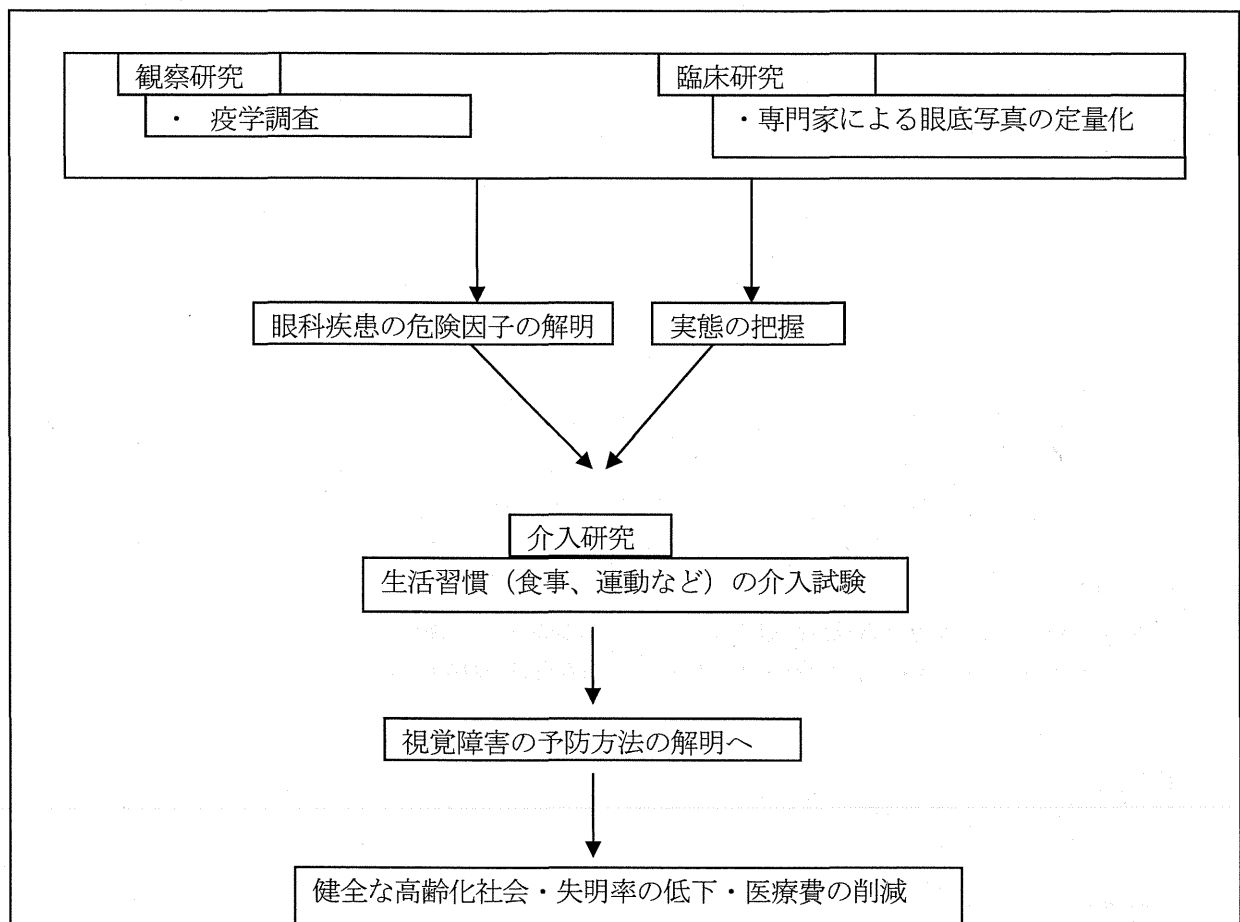 観察研究
臨床研究
・ 疫学調査
・専門家による眼底写真の定量化
眼科疾患の危険因子の解明
実態の把握
介入研究
生活習慣（食事、運動など）の介入試験
視覚障害の予防方法の解明へ
健全な高齢化社会・失明率の低下・医療費の削減